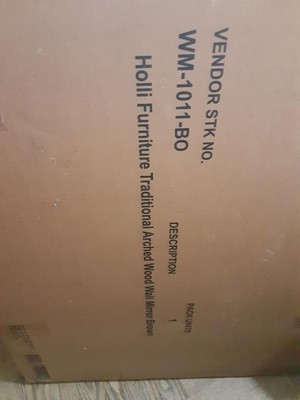 VENDOR STK NO.
WM-1011-BO
DESCRIPTION
PACK UNITS
Holli Furniture Traditional Arched Wood Wall Mirror Brown
1